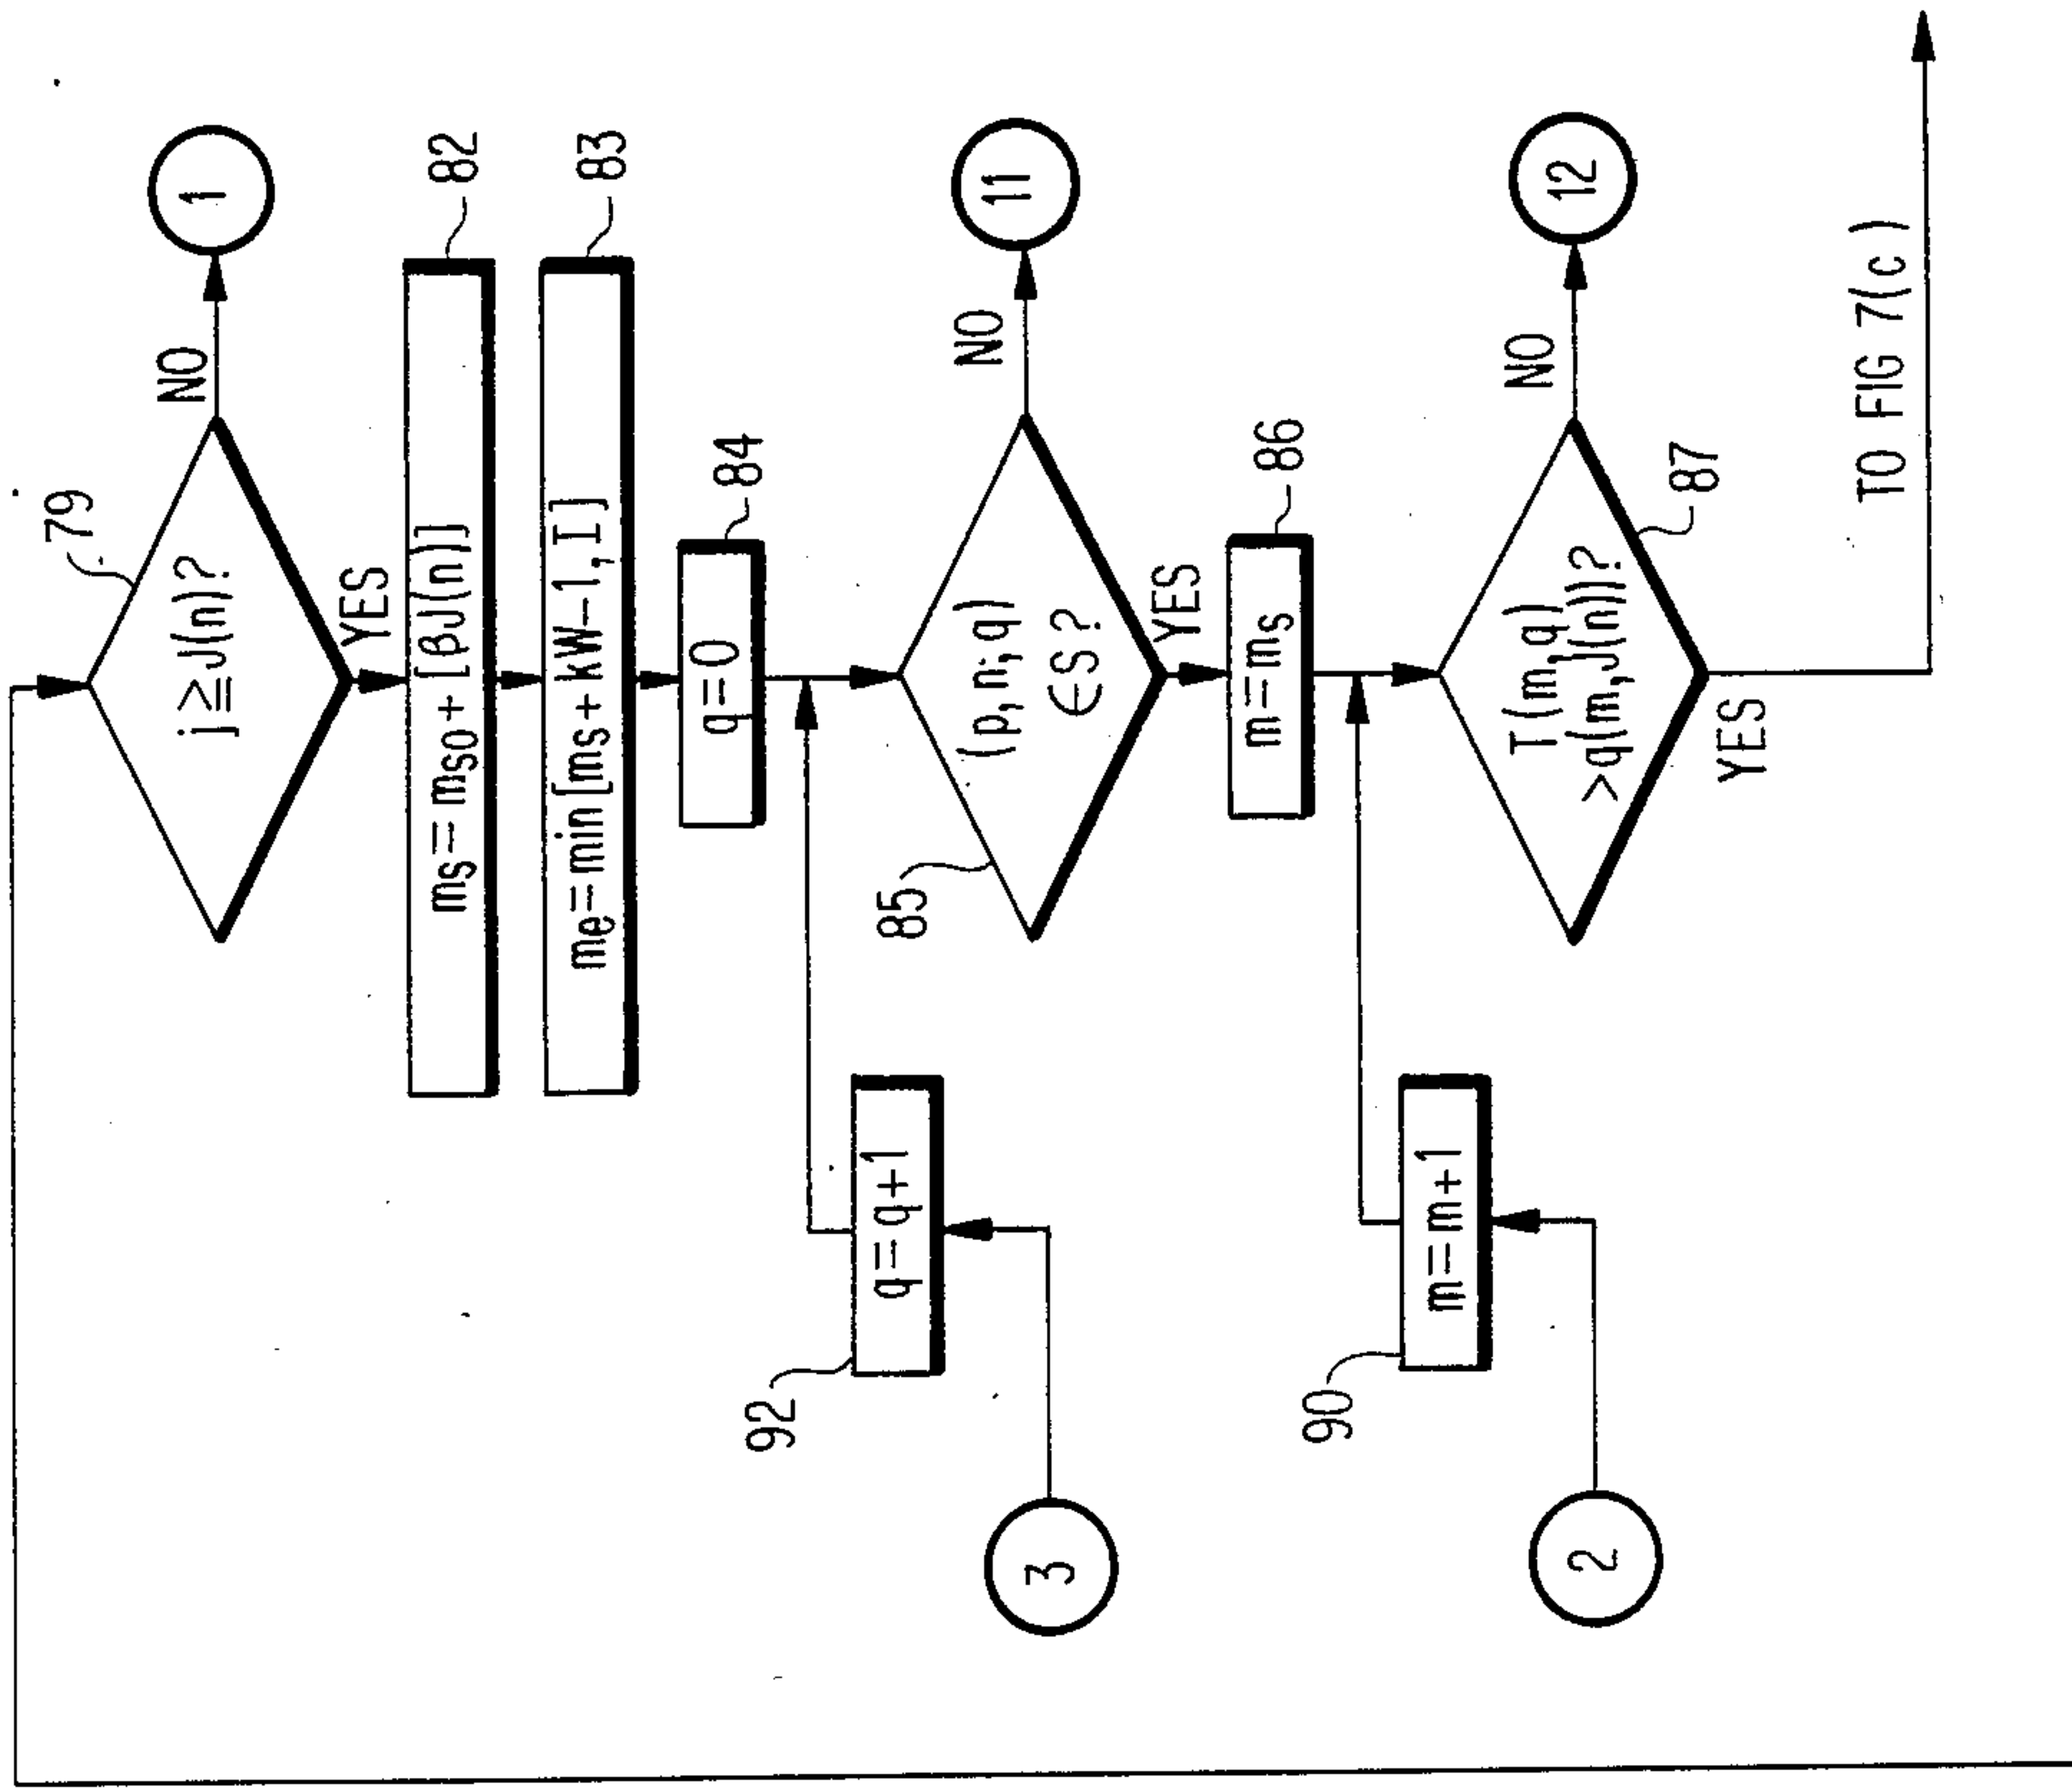 79
j≧J(n)?
NO
1
YES
mₛ=mₛₒ+[βJ(n)]
82
mₑ=min[mₛ+kW−1,I]
83
q=0
84
92
q=q+1
3
85
(p,n,q)
∈S?
NO
11
YES
m=mₛ
86
90
m=m+1
2
T(m,q)
>q(m,J(n))?
87
NO
12
YES
TO FIG 7(c)